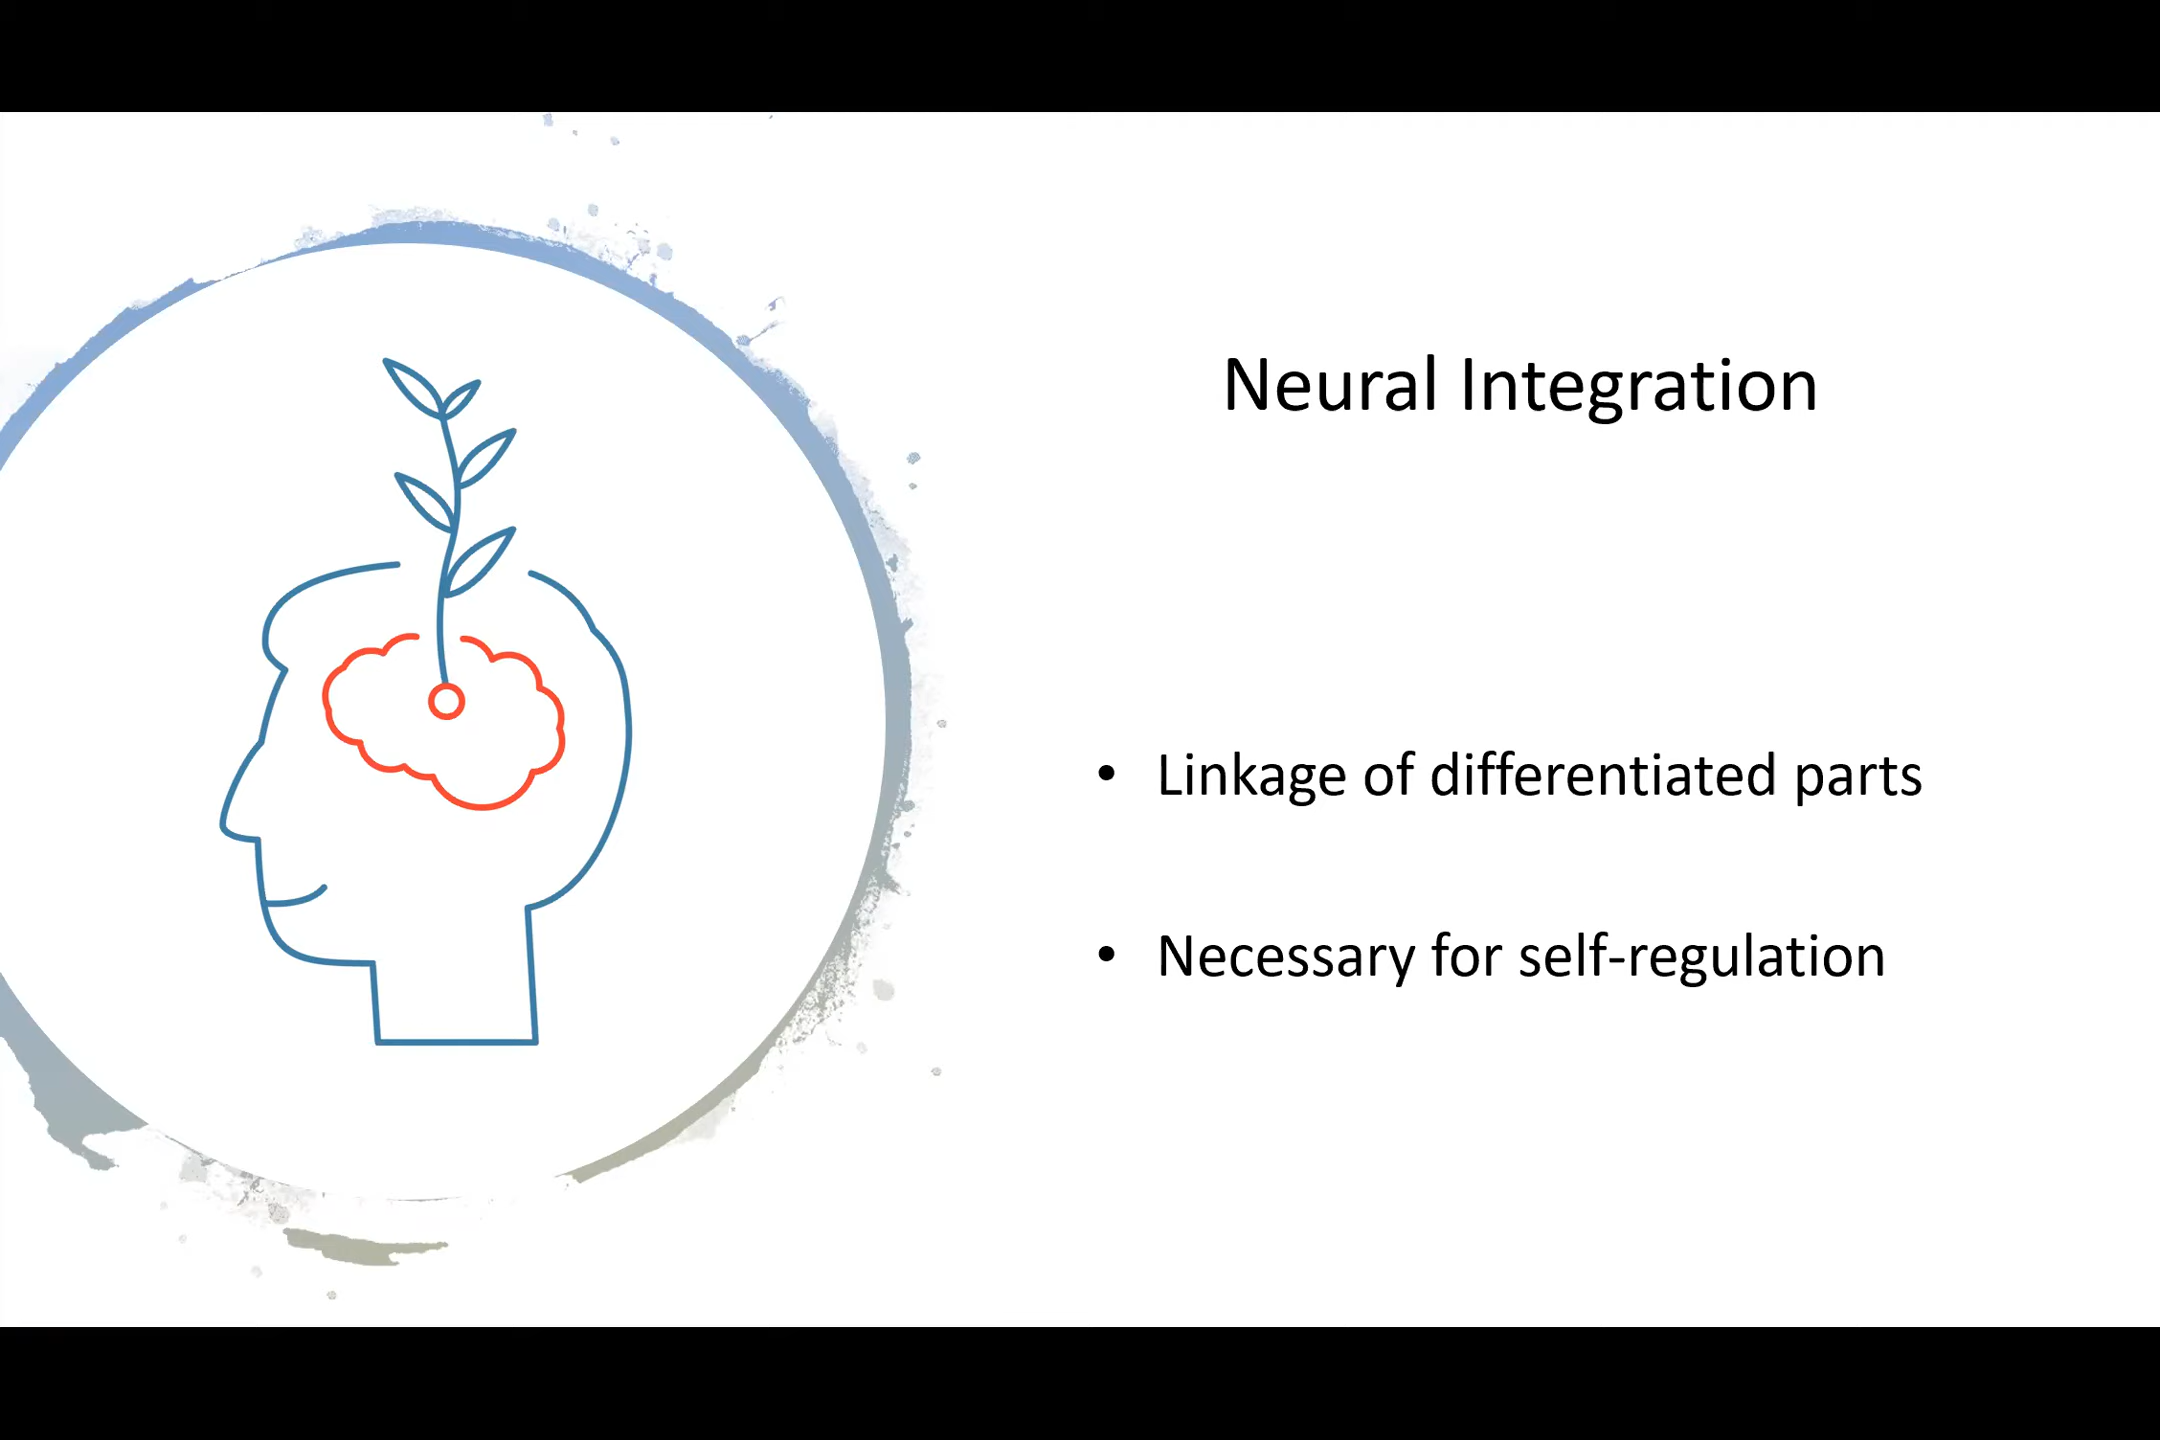 Neural Integration
• Linkage of differentiated parts
• Necessary for self-regulation